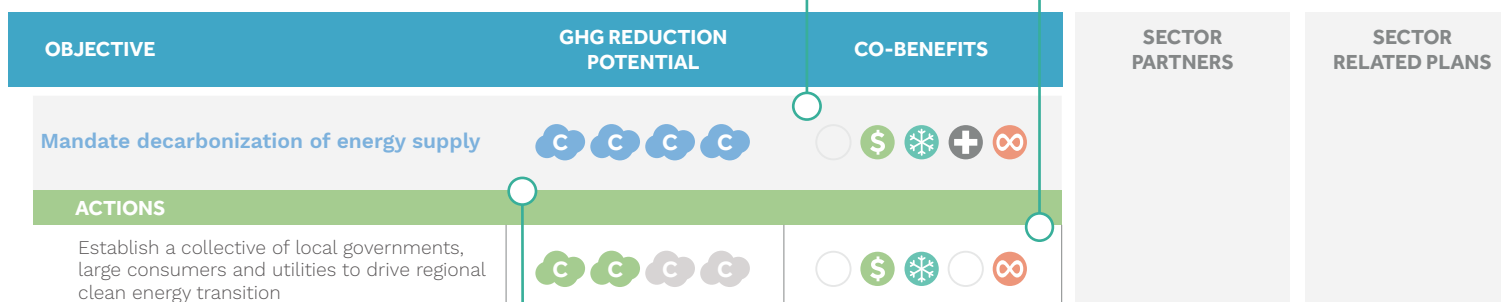 OBJECTIVE
GHG REDUCTION
POTENTIAL
CO-BENEFITS
SECTOR
PARTNERS
SECTOR
RELATED PLANS
Mandate decarbonization of energy supply
C C C C
$
ACTIONS
Establish a collective of local governments,
large consumers and utilities to drive regional
clean energy transition
C C C C
$